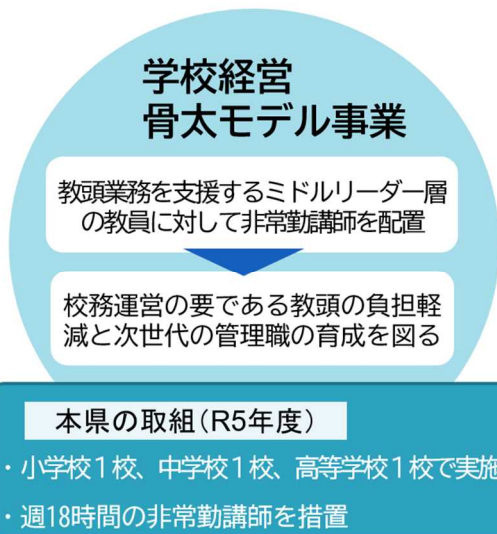 学校経営
骨太モデル事業
教頭業務を支援するミドルリーダー層
の教員に対して非常勤講師を配置
校務運営の要である教頭の負担軽
減と次世代の管理職の育成を図る
本県の取組（R5年度）
・小学校１校、中学校１校、高等学校１校で実施
・週18時間の非常勤講師を措置